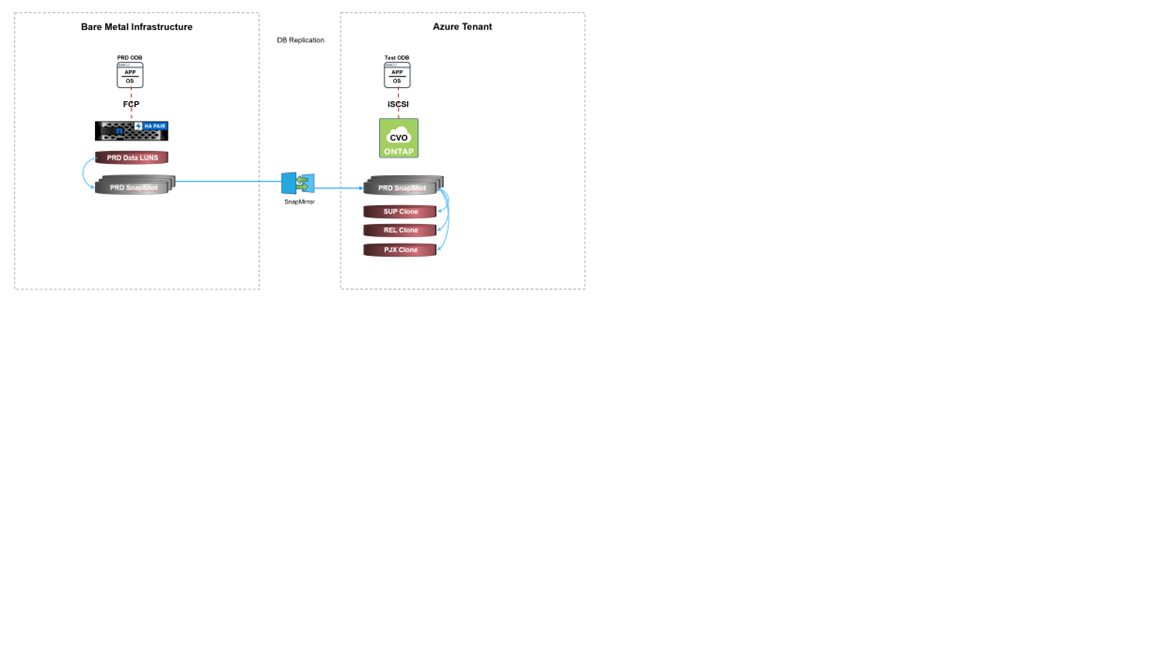 Bare Metal Infrastructure
DB Replication
Azure Tenant
PRD ODB
APP
OS
FCP
HA PAIR
PRD Data LUNS
PRD SnapShot
SnapMirror
Test ODB
APP
OS
iSCSI
CVO
ONTAP
PRD SnapShot
SUP Clone
REL Clone
PJX Clone